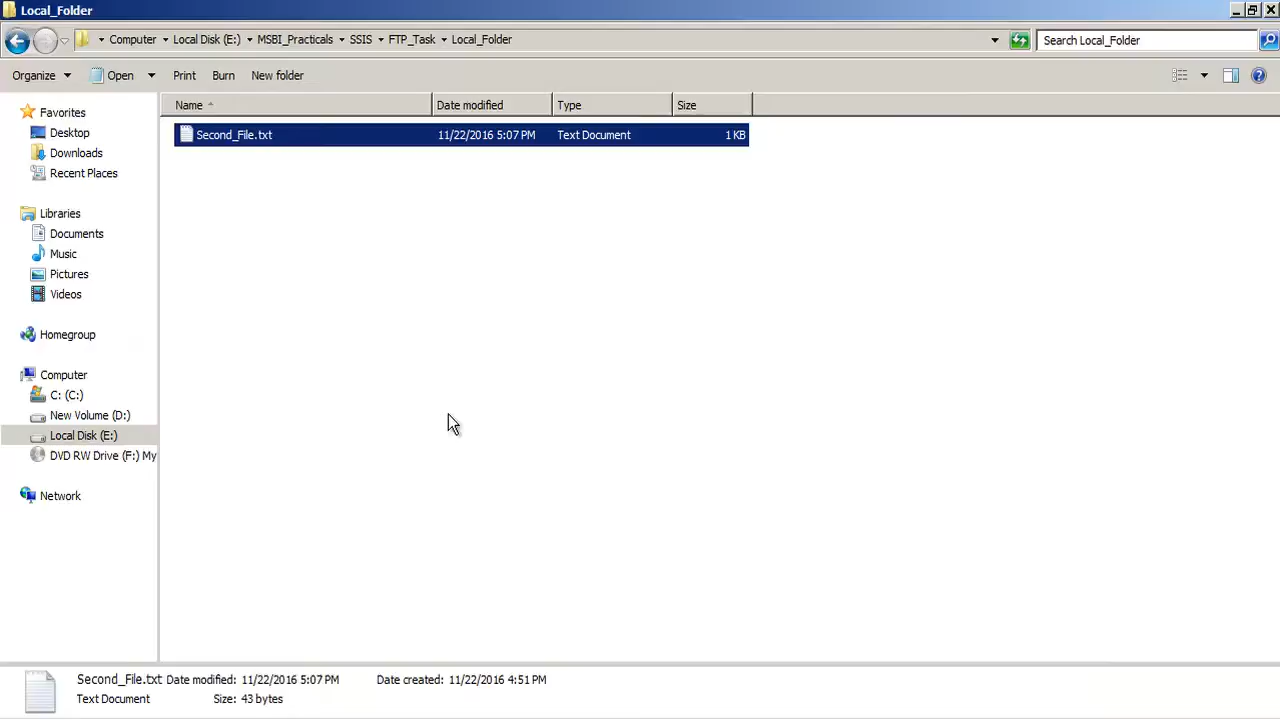 Local_Folder
Computer Local Disk (E:) MSBI_Practicals SSIS FTP_Task Local_Folder Search Local_Folder
Organize Open Print Burn New folder
Name Date modified Type Size
Second_File.txt 11/22/2016 5:07 PM Text Document 1 KB
Favorites
Desktop
Downloads
Recent Places
Libraries
Documents
Music
Pictures
Videos
Homegroup
Computer
C: (C:)
New Volume (D:)
Local Disk (E:)
DVD RW Drive (F:) My
Network
Second_File.txt Date modified: 11/22/2016 5:07 PM Date created: 11/22/2016 4:51 PM
Text Document Size: 43 bytes